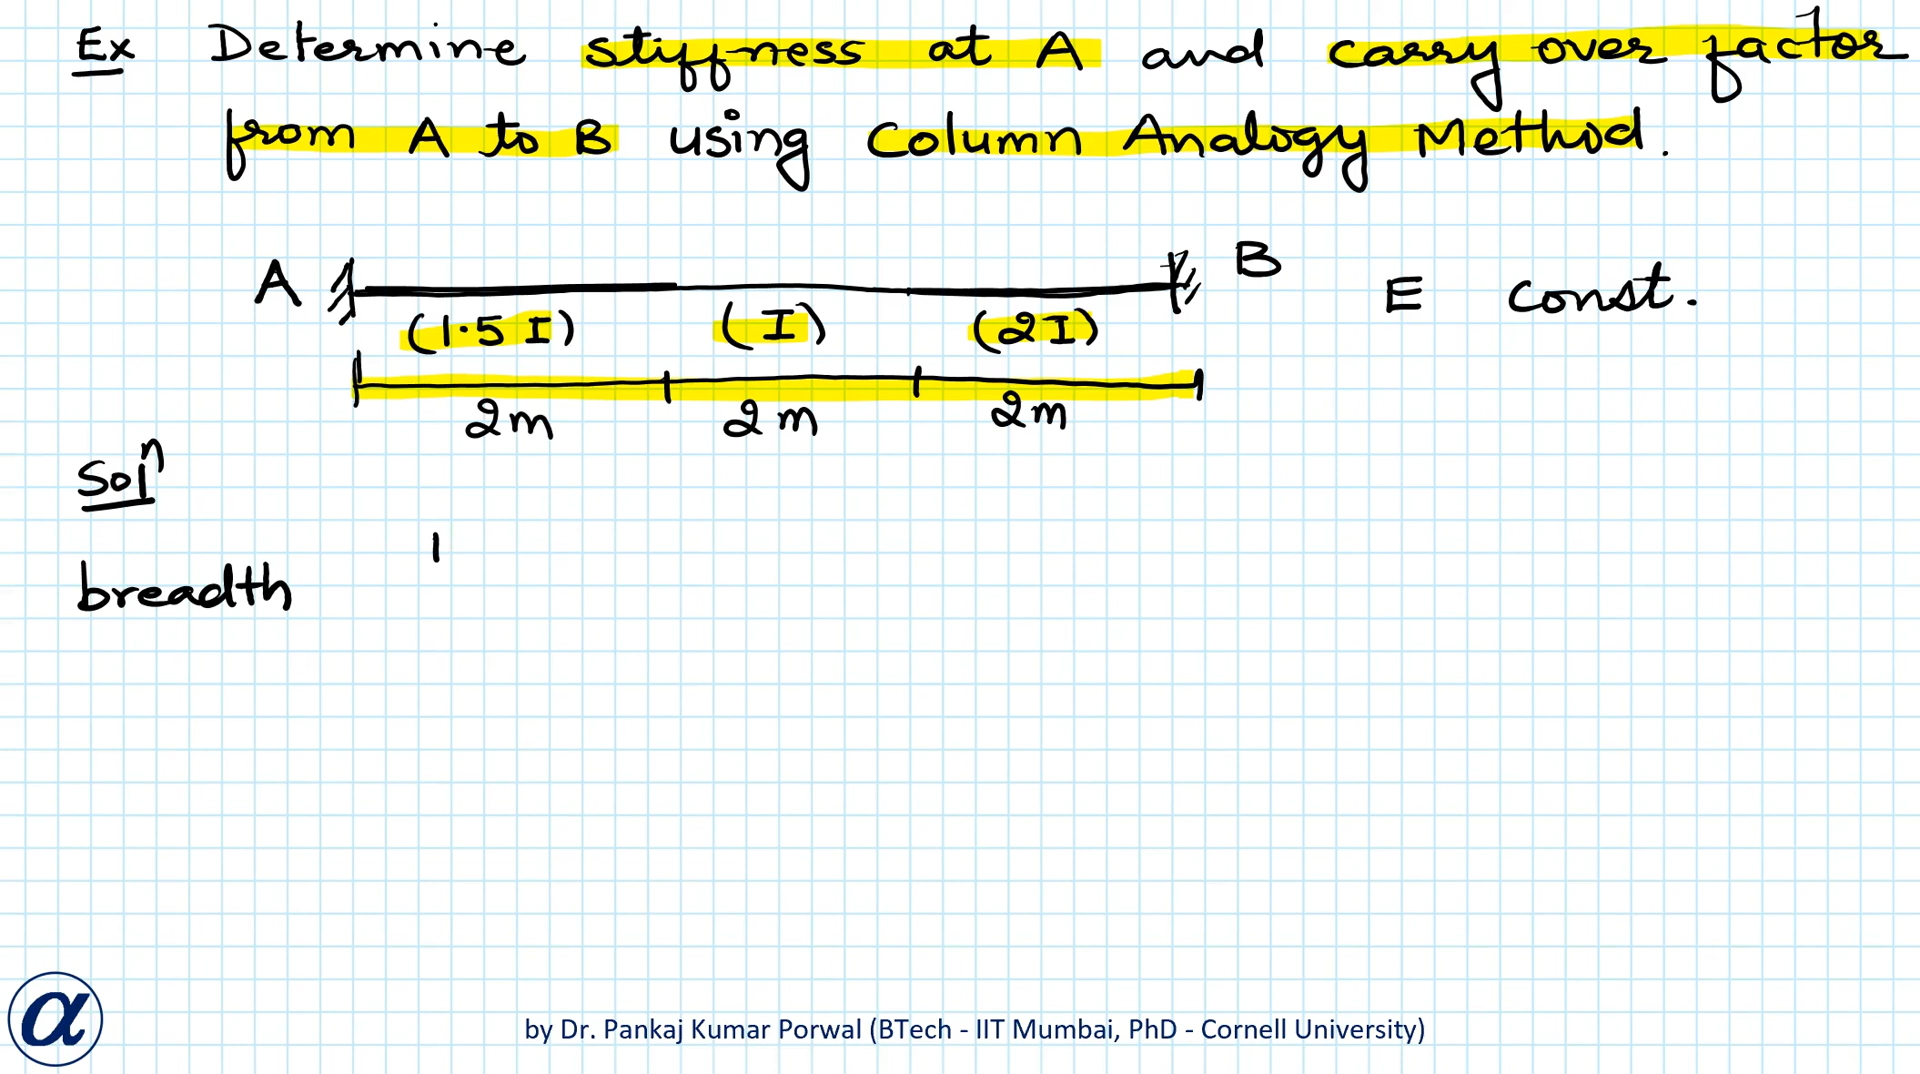 Ex Determine stiffness at A and carry over factor
from A to B using Column Analogy Method.
A B E const.
(1.5 I) (I) (2I)
2m 2m 2m
Solⁿ
breadth
α
by Dr. Pankaj Kumar Porwal (BTech - IIT Mumbai, PhD - Cornell University)